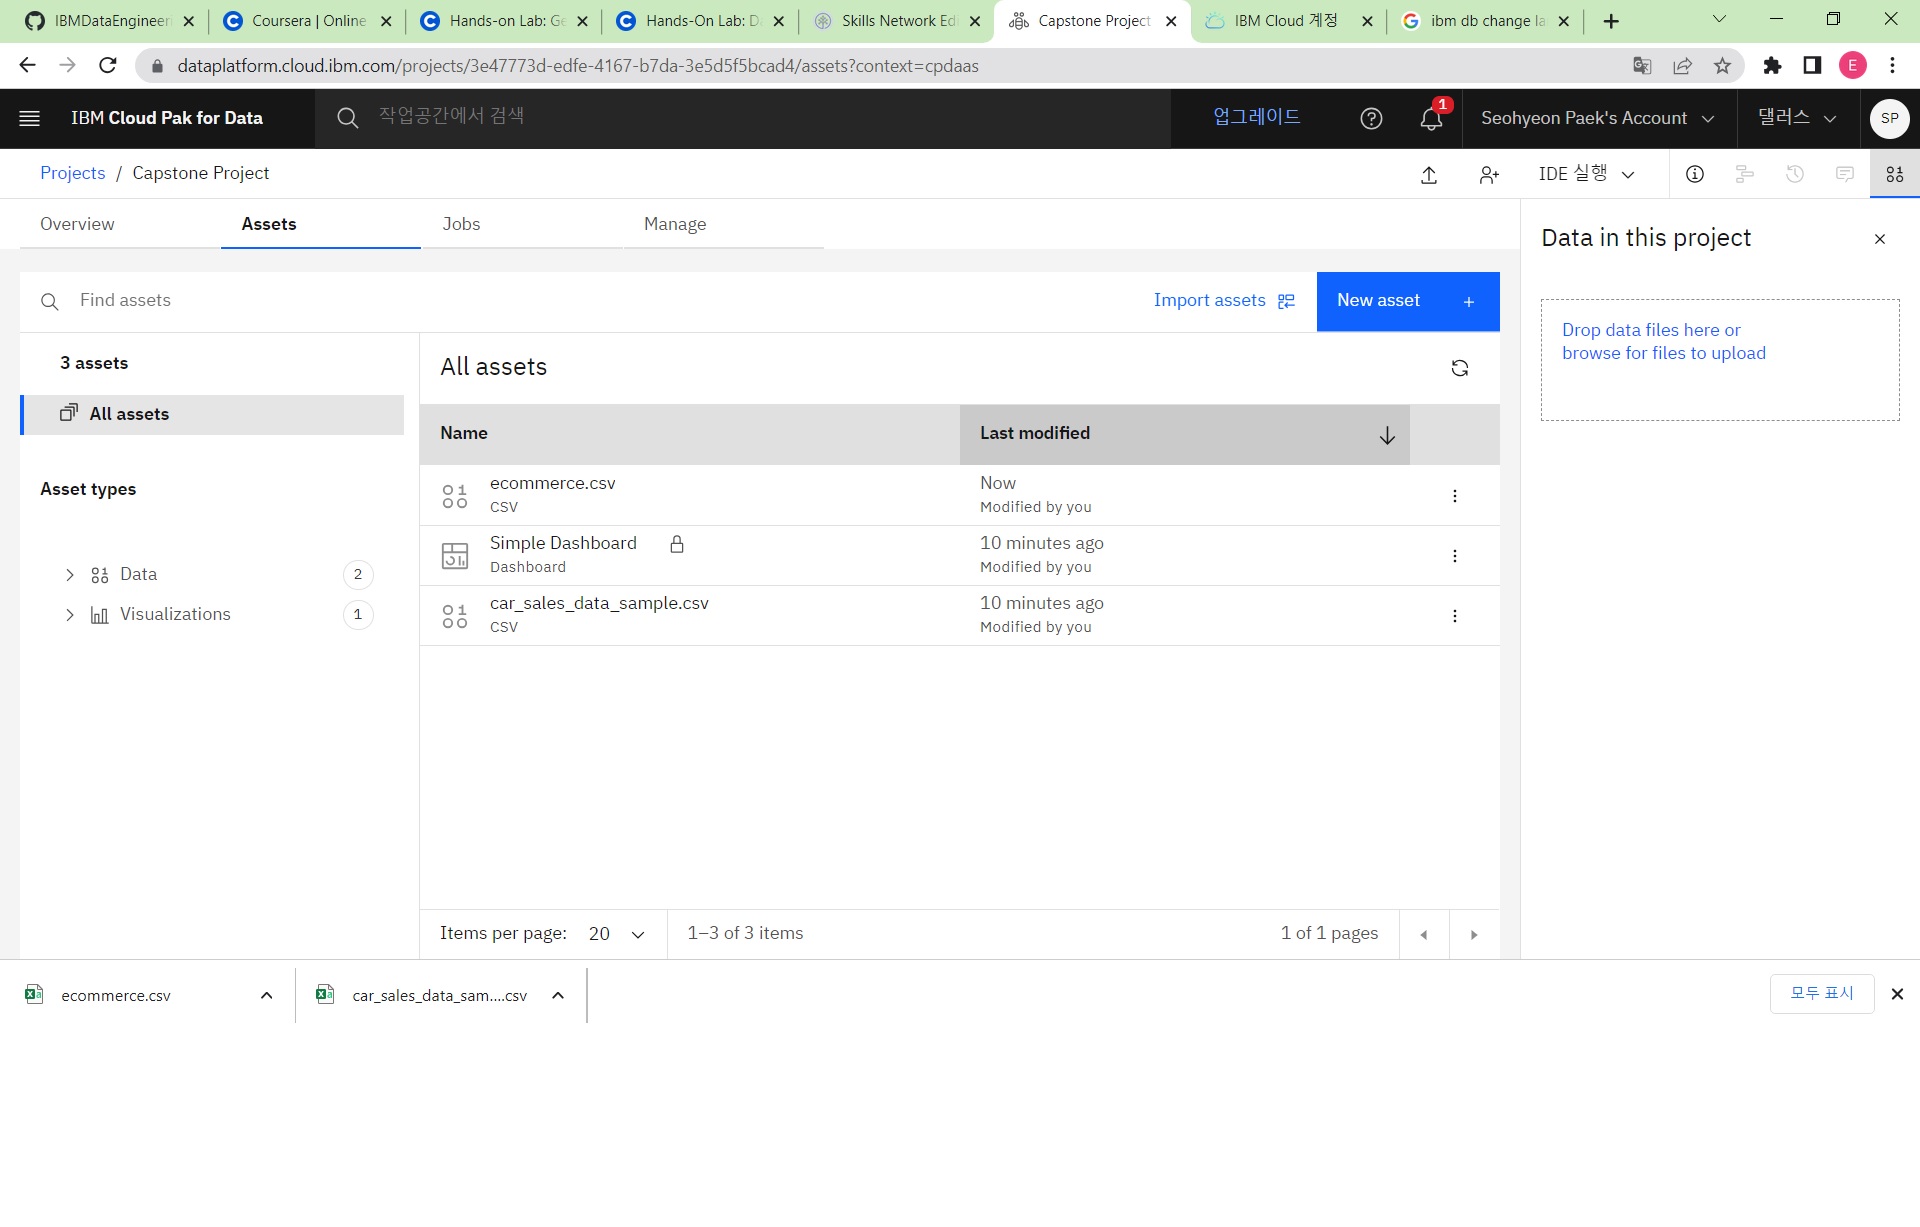 IBMDataEngineeri
Coursera | Online
Hands-on Lab: Ge
Hands-On Lab: Da
Skills Network Edi
Capstone Project
IBM Cloud 계정
ibm db change la
dataplatform.cloud.ibm.com/projects/3e47773d-edfe-4167-b7da-3e5d5f5bcad4/assets?context=cpdaas
E
IBM Cloud Pak for Data
작업공간에서 검색
업그레이드
1
Seohyeon Paek's Account
댈러스
SP
Projects / Capstone Project
IDE 실행
Overview
Assets
Jobs
Manage
Data in this project
Find assets
Import assets
New asset +
Drop data files here or
browse for files to upload
3 assets
All assets
All assets
Name
Last modified
Asset types
Data 2
Visualizations 1
ecommerce.csv
CSV
Now
Modified by you
Simple Dashboard
Dashboard
10 minutes ago
Modified by you
car_sales_data_sample.csv
CSV
10 minutes ago
Modified by you
Items per page: 20
1–3 of 3 items
1 of 1 pages
ecommerce.csv
car_sales_data_sam....csv
모두 표시